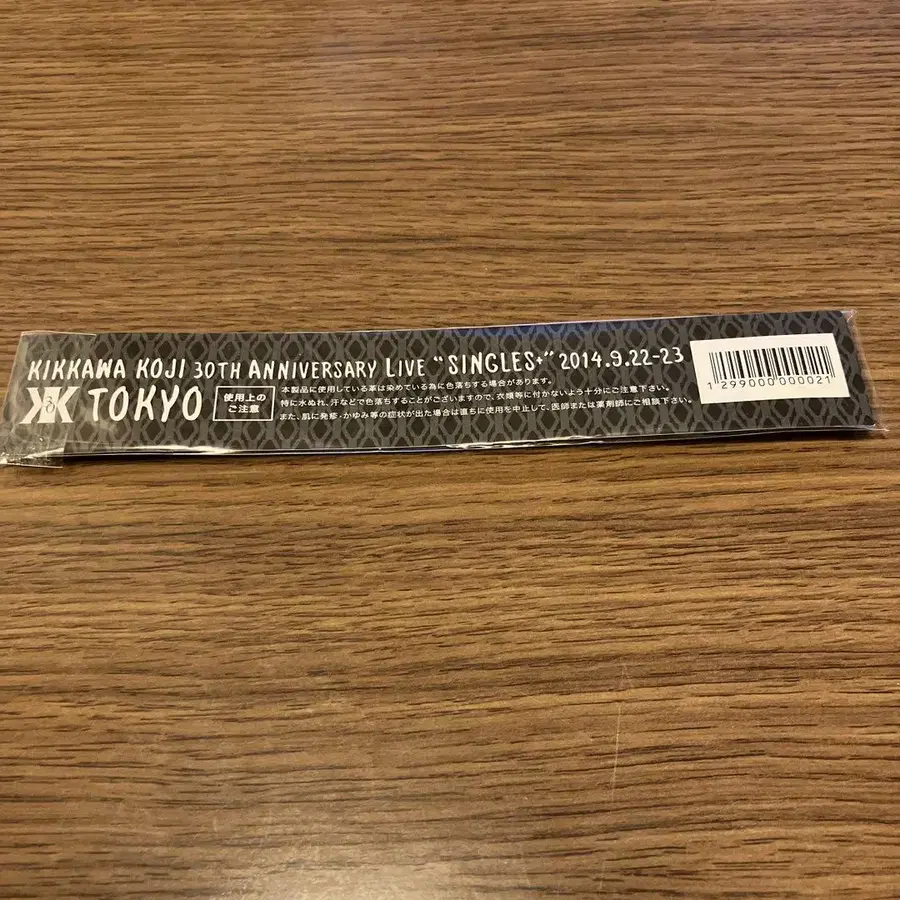 KIKKAWA KOJI 30TH ANNIVERSARY LIVE "SINGLES+" 2014.9.22-23
TOKYO
使用上の
ご注意
本製品に使用している革は染めている為に色落ちする場合があります。
特に水ぬれ、汗などで色落ちすることがございますので、衣類等に付かないよう十分にご注意下さい。
また、肌に発疹・かゆみ等の症状が出た場合は直ちに使用を中止して、医師または薬剤師にご相談下さい。
1299000000021